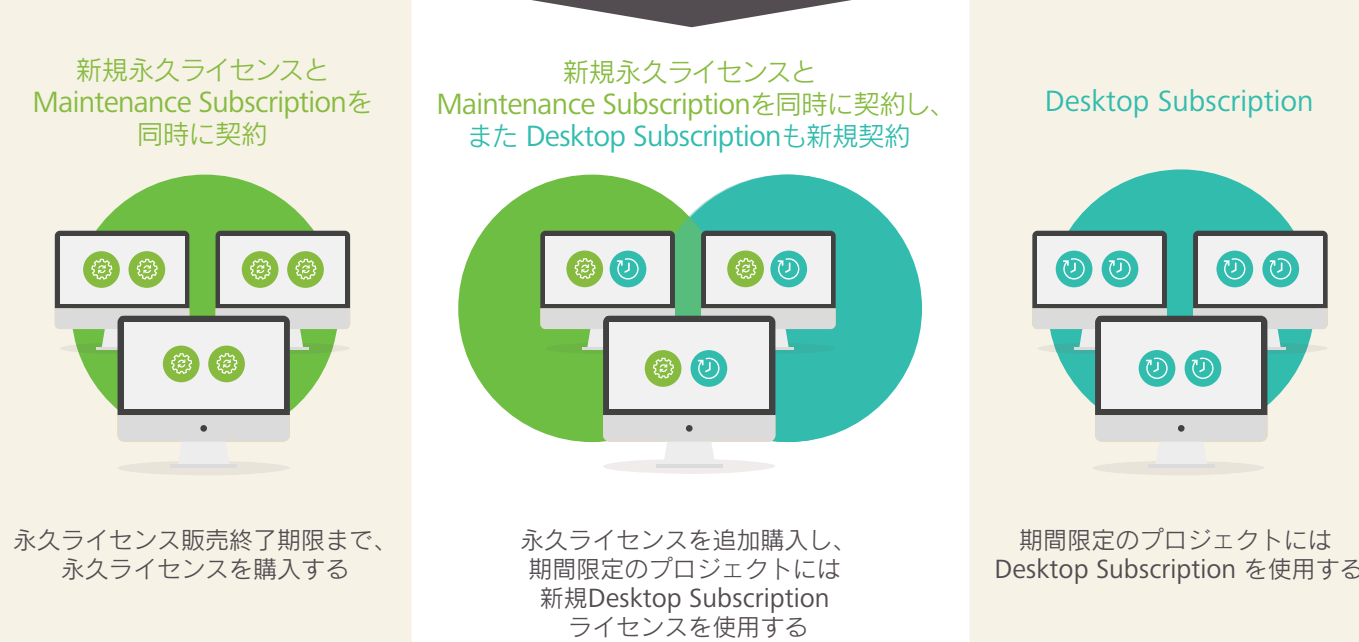 新規永久ライセンスと
Maintenance Subscriptionを
同時に契約
新規永久ライセンスと
Maintenance Subscriptionを同時に契約し、
また Desktop Subscriptionも新規契約
Desktop Subscription
永久ライセンス販売終了期限まで、
永久ライセンスを購入する
永久ライセンスを追加購入し、
期間限定のプロジェクトには
新規Desktop Subscription
ライセンスを使用する
期間限定のプロジェクトには
Desktop Subscription を使用する